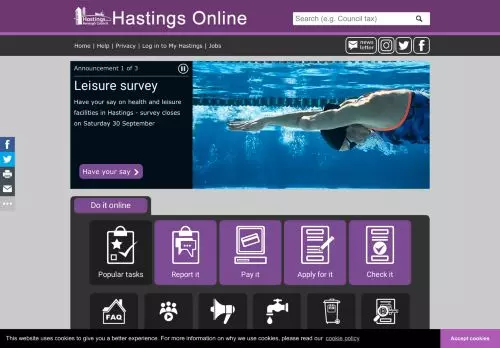 Hastings
Borough Council
Hastings Online
Search (e.g. Council tax)
Home | Help | Privacy | Log in to My Hastings | Jobs
news
letter
Announcement 1 of 3
Leisure survey
Have your say on health and leisure
facilities in Hastings - survey closes
on Saturday 30 September
Have your say
Do it online
Popular tasks
Report it
Pay it
Apply for it
Check it
FAQ
This website uses cookies to give you a better experience. For more information on why we use cookies, please read our cookie policy
Accept cookies